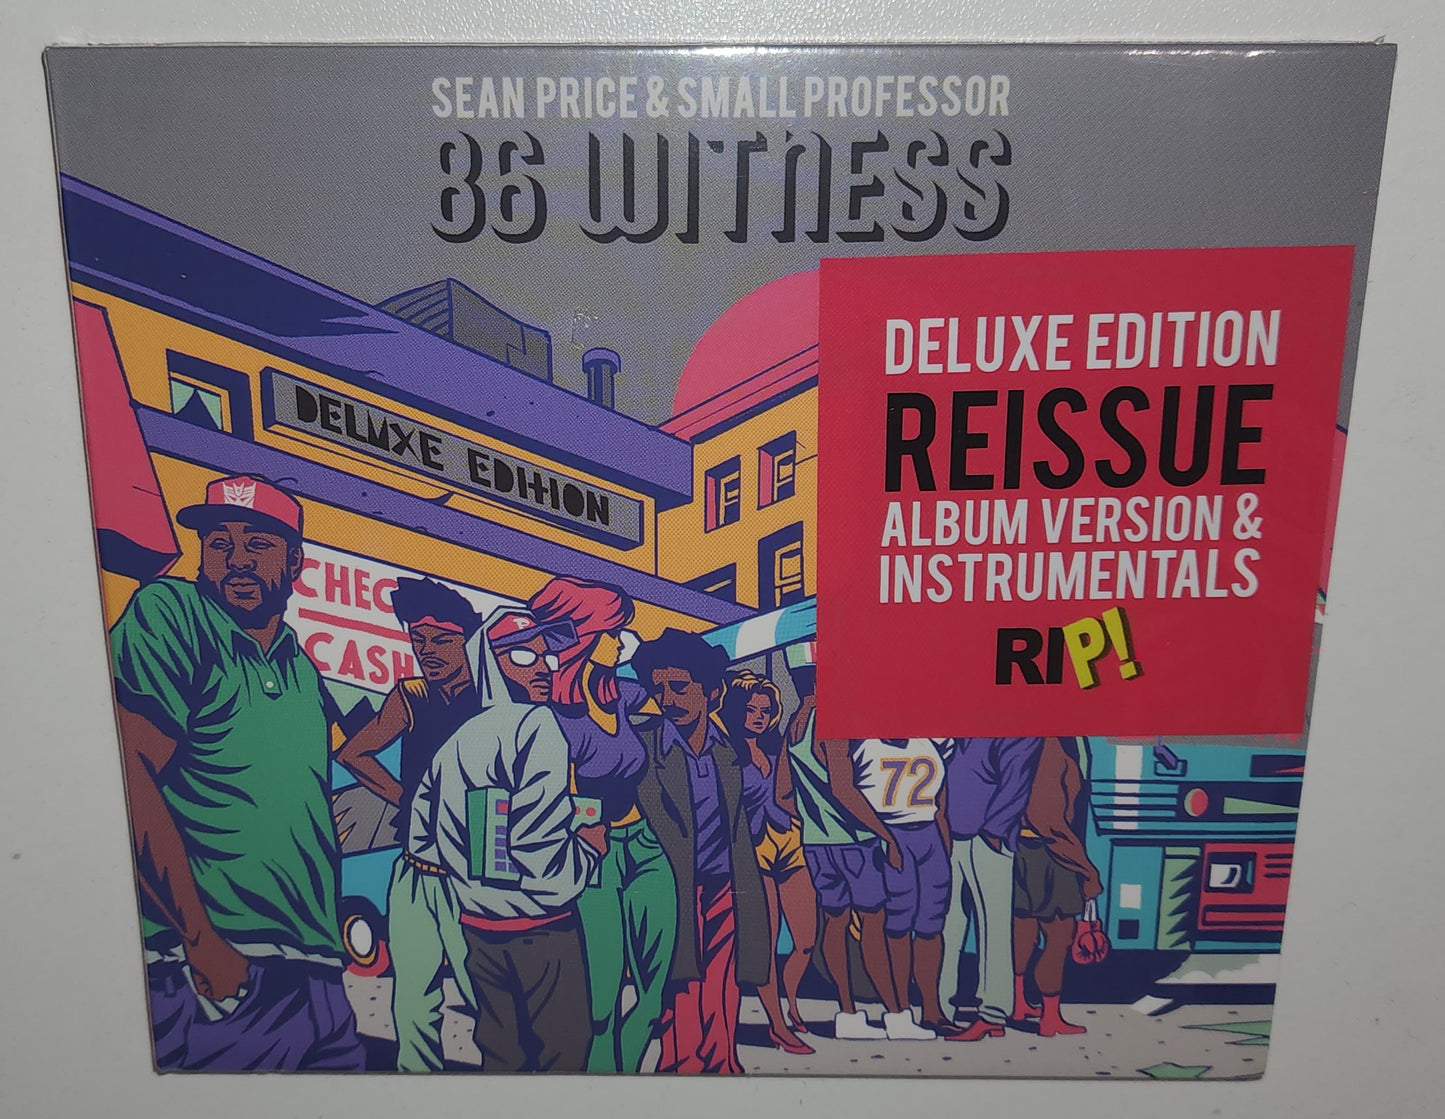 SEAN PRICE & SMALL PROFESSOR
86 WITNESS
DELUXE EDITION
REISSUE
ALBUM VERSION &
INSTRUMENTALS
RIP!
DELUXE EDITION
CHEC
CASH
P
72